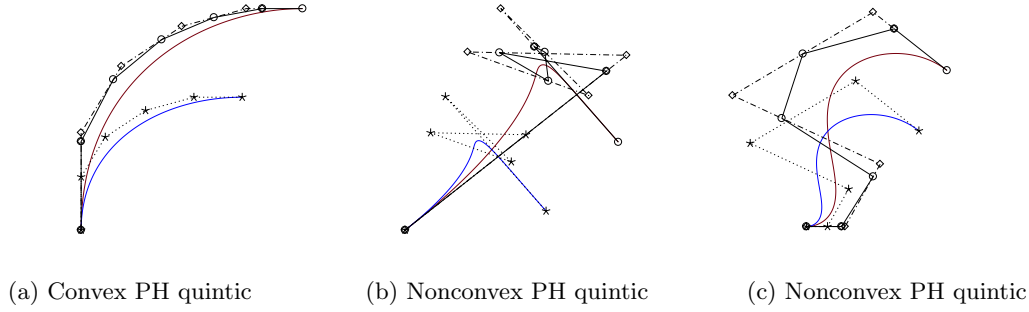 (a) Convex PH quintic
(b) Nonconvex PH quintic
(c) Nonconvex PH quintic